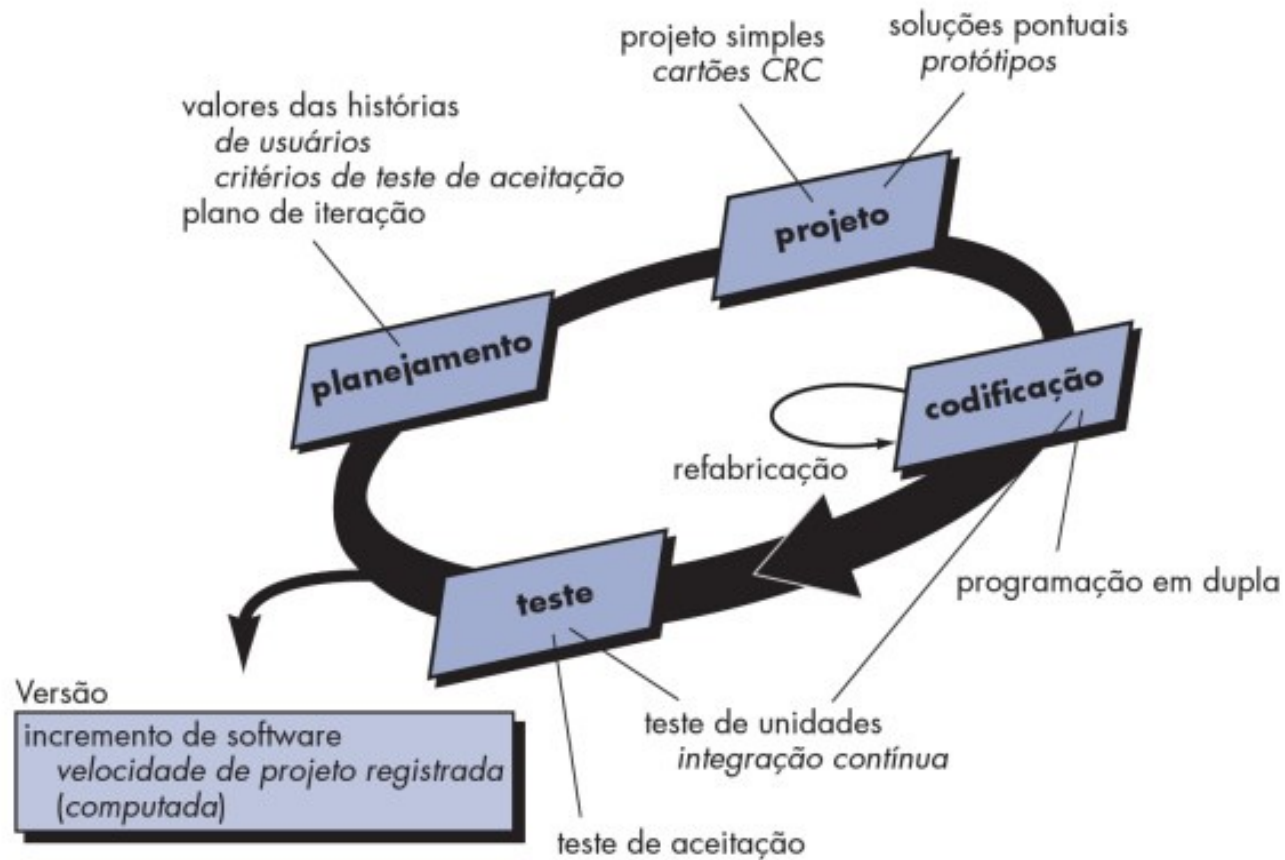 projeto simples
cartões CRC
soluções pontuais
protótipos
valores das histórias
de usuários
critérios de teste de aceitação
plano de iteração
projeto
planejamento
codificação
refabricação
programação em dupla
teste
teste de unidades
integração contínua
teste de aceitação
Versão
incremento de software
velocidade de projeto registrada
(computada)